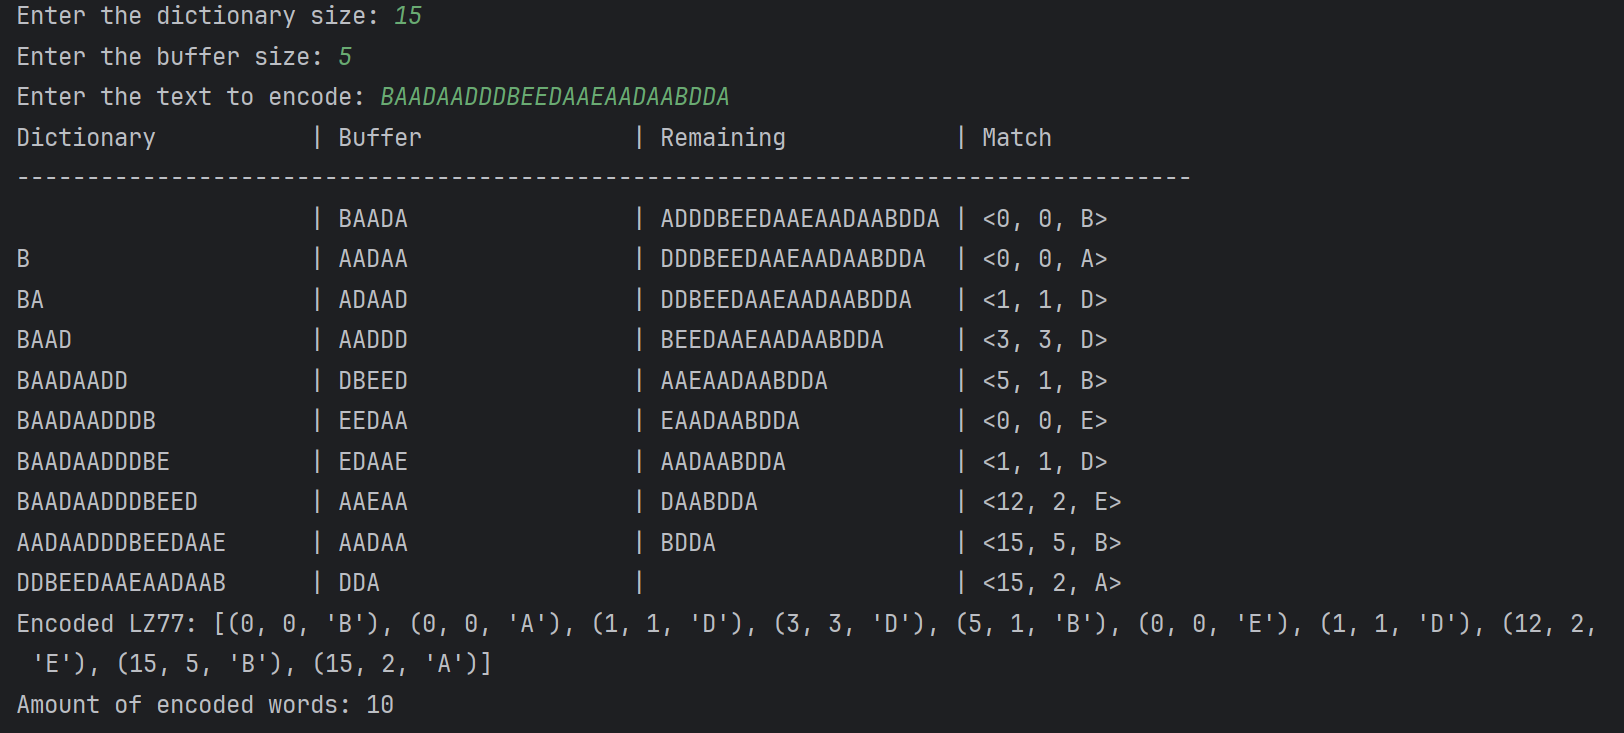 Enter the dictionary size: 15
Enter the buffer size: 5
Enter the text to encode: BAADAADDDBEEDAAEAADAABDDA
Dictionary           | Buffer               | Remaining            | Match
------------------------------------------------------------------------------------
                     | BAADA                | ADDDBEEDAAEAADAABDDA | <0, 0, B>
B                    | AADAA                | DDDBEEDAAEAADAABDDA  | <0, 0, A>
BA                   | ADAAD                | DDBEEDAAEAADAABDDA   | <1, 1, D>
BAAD                 | AADDD                | BEEDAAEAADAABDDA     | <3, 3, D>
BAADAADD             | DBEED                | AAEAADAABDDA         | <5, 1, B>
BAADAADDDB           | EEDAA                | EAADAABDDA           | <0, 0, E>
BAADAADDDBE          | EDAAE                | AADAABDDA            | <1, 1, D>
BAADAADDDBEED        | AAEAA                | DAABDDA              | <12, 2, E>
AADAADDDBEEDAAE      | AADAA                | BDDA                 | <15, 5, B>
DDBEEDAAEAADAAB      | DDA                  |                      | <15, 2, A>
Encoded LZ77: [(0, 0, 'B'), (0, 0, 'A'), (1, 1, 'D'), (3, 3, 'D'), (5, 1, 'B'), (0, 0, 'E'), (1, 1, 'D'), (12, 2,
 'E'), (15, 5, 'B'), (15, 2, 'A')]
Amount of encoded words: 10